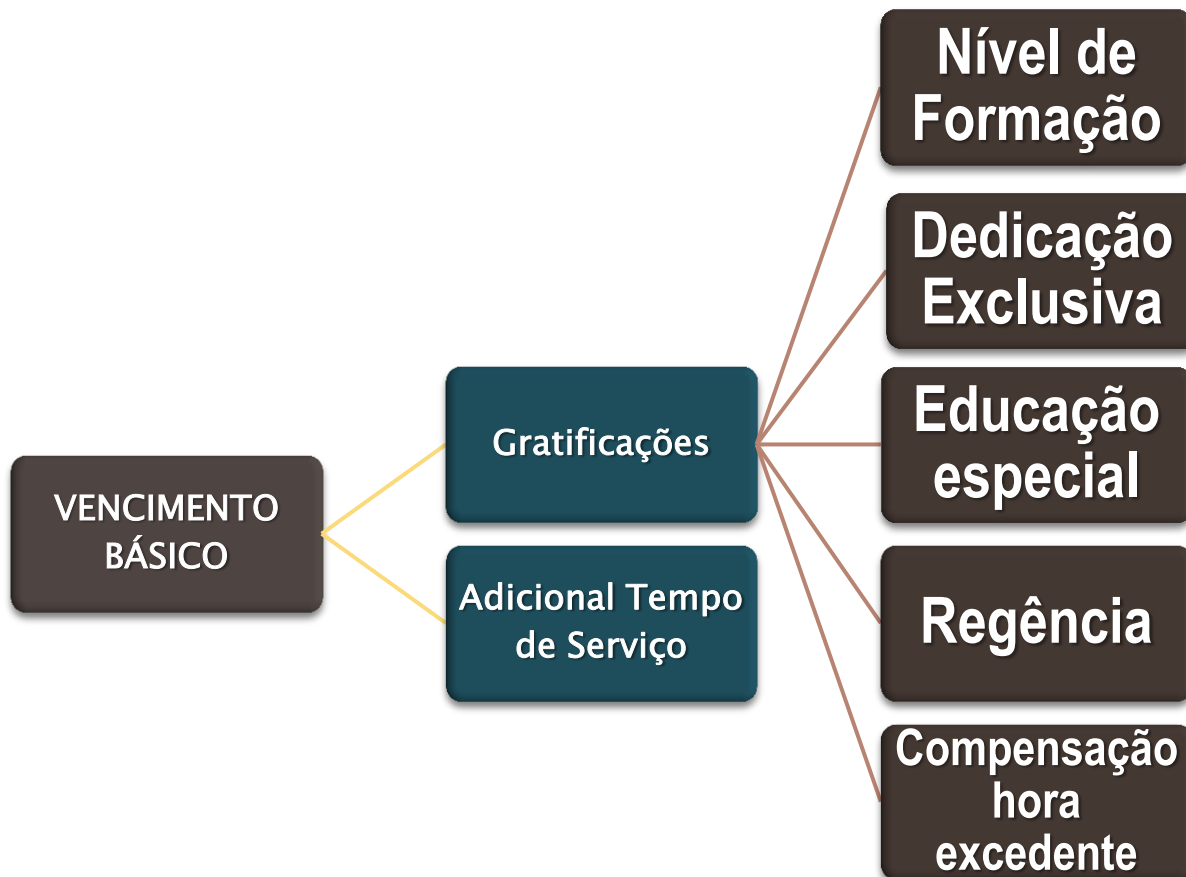 Nível de
Formação
Dedicação
Exclusiva
Gratificações
Educação
especial
VENCIMENTO
BÁSICO
Adicional Tempo
de Serviço
Regência
Compensação
hora
excedente